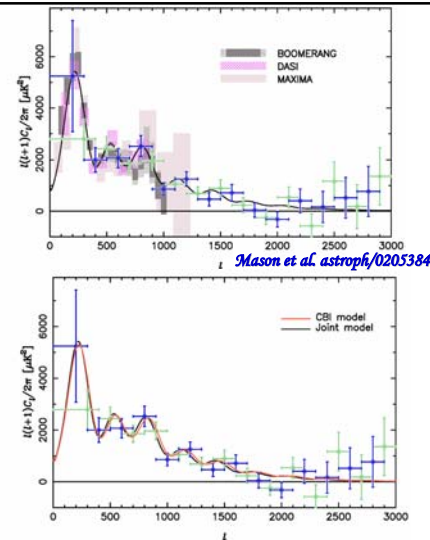 l(l+1)C_l/2π [μK²]
6000
4000
2000
0
BOOMERANG
DASI
MAXIMA
0 500 1000 1500 2000 2500 3000
l
Mason et al. astroph/0205384
l(l+1)C_l/2π [μK²]
6000
4000
2000
0
CBI model
Joint model
0 500 1000 1500 2000 2500 3000
l